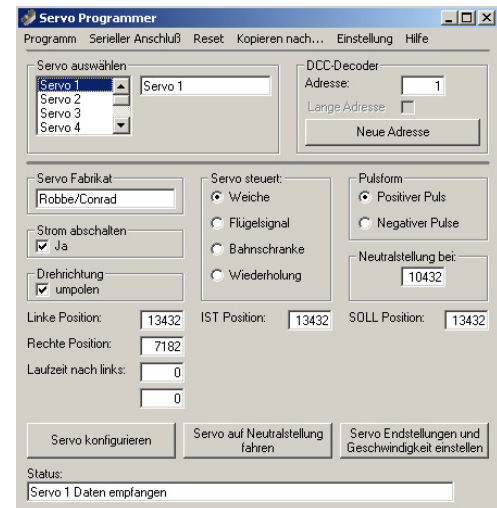 Servo Programmer
Programm Serieller Anschluß Reset Kopieren nach... Einstellung Hilfe
Servo auswählen
Servo 1
Servo 2
Servo 3
Servo 4
Servo 1
DCC-Decoder
Adresse: 1
Lange Adresse
Neue Adresse
Servo Fabrikat
Robbe/Conrad
Strom abschalten
Ja
Drehrichtung
umpolen
Servo steuert:
Weiche
Flügelsignal
Bahnschranke
Wiederholung
Pulsform
Positiver Puls
Negativer Pulse
Neutralstellung bei:
10432
Linke Position: 13432 IST Position: 13432 SOLL Position: 13432
Rechte Position: 7182
Laufzeit nach links: 0
0
Servo konfigurieren
Servo auf Neutralstellung
fahren
Servo Endstellungen und
Geschwindigkeit einstellen
Status:
Servo 1 Daten empfangen